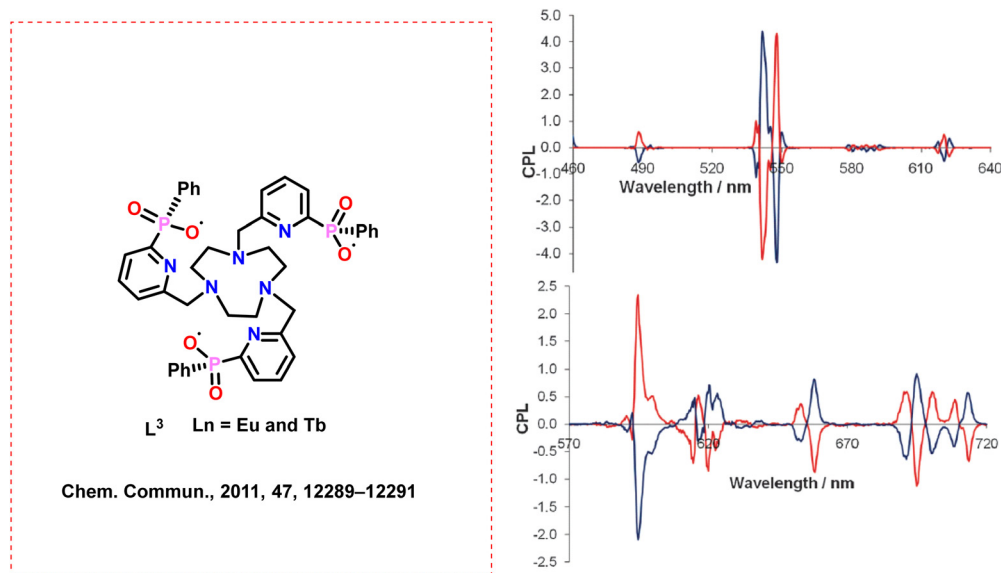 Ph
O
P
O·
N
N
O
P
Ph
O·
N
N
N
O·
Ph
P
O
N
L³ Ln = Eu and Tb
Chem. Commun., 2011, 47, 12289–12291
5.0
4.0
3.0
2.0
1.0
0.0
-1.0
-2.0
-3.0
-4.0
CPL
460 490 520 550 580 610 640
Wavelength / nm
2.5
2.0
1.5
1.0
0.5
0.0
-0.5
-1.0
-1.5
-2.0
-2.5
CPL
570 520 670 720
Wavelength / nm